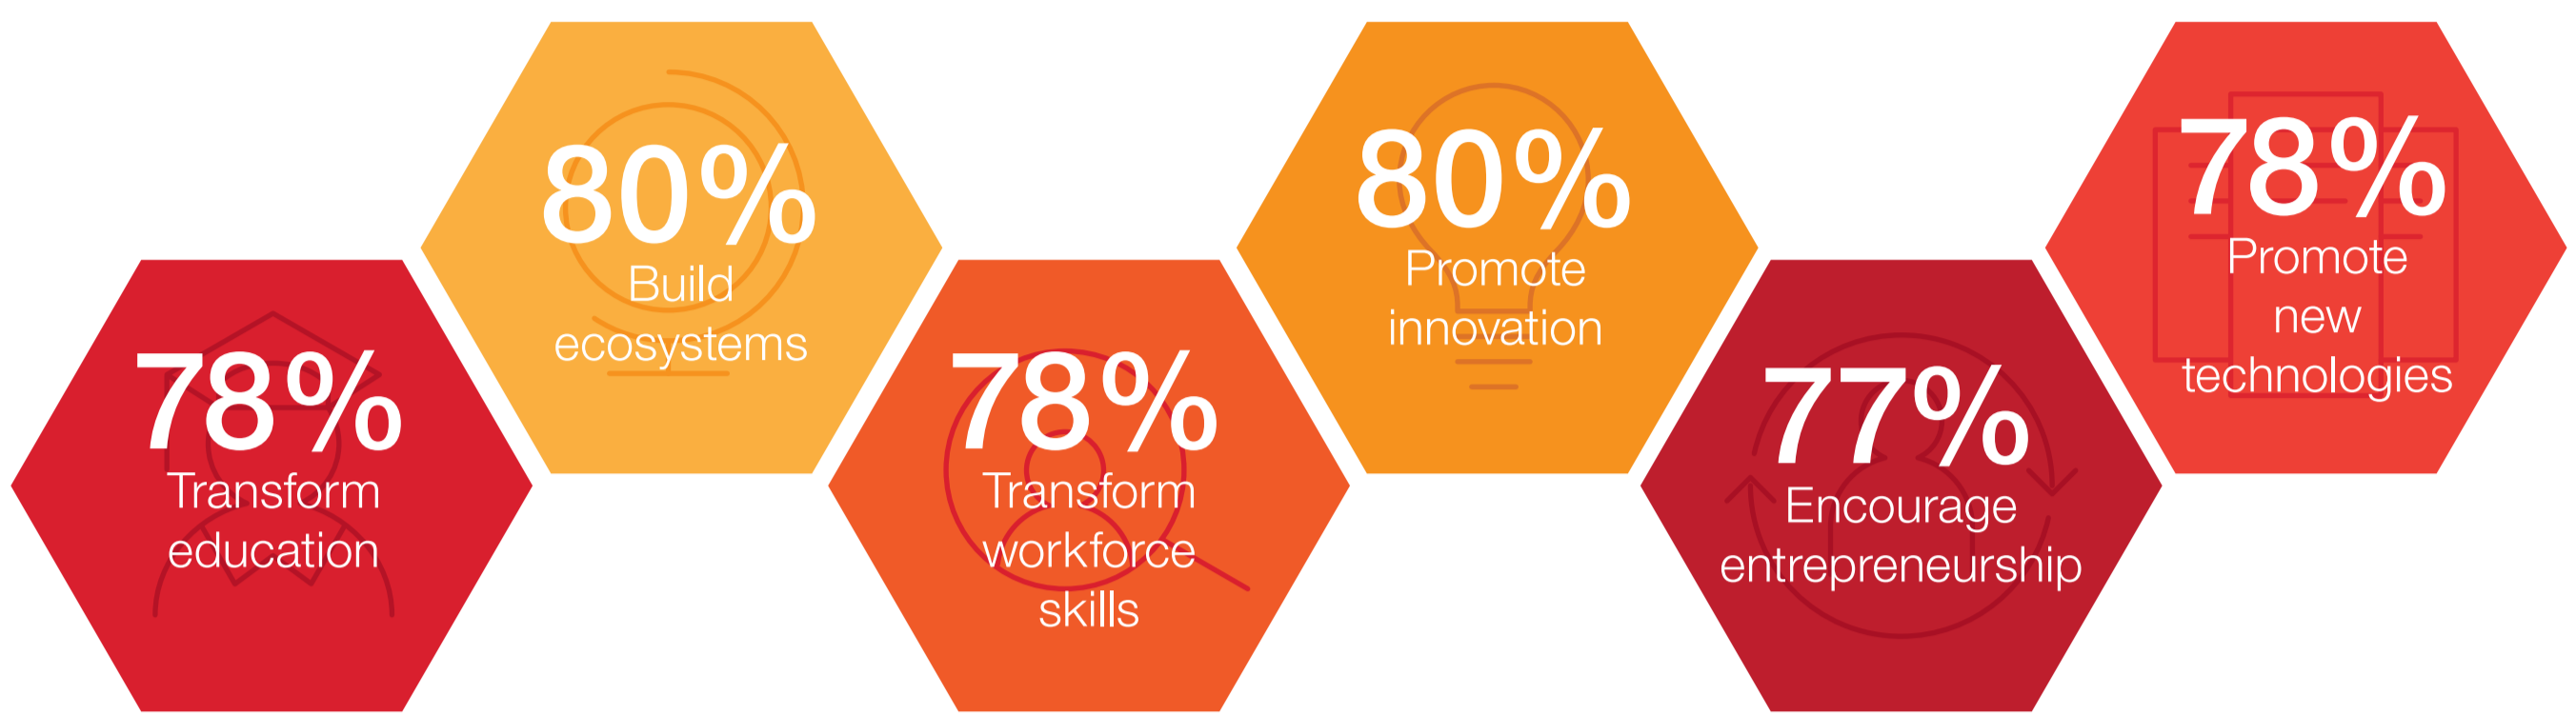 78%
Transform
education
80%
Build
ecosystems
78%
Transform
workforce
skills
80%
Promote
innovation
77%
Encourage
entrepreneurship
78%
Promote
new
technologies